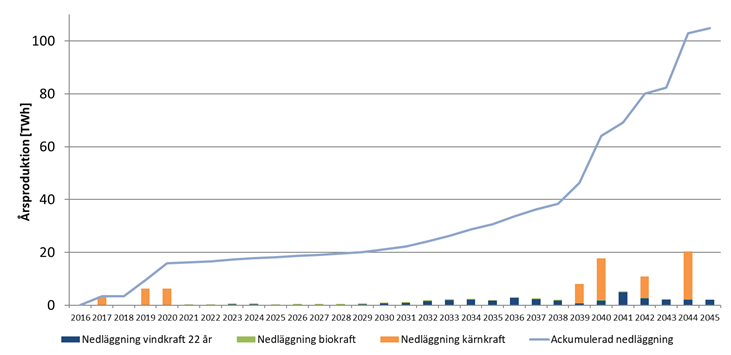 Årsproduktion [TWh]
100
80
60
40
20
0
2016 2017 2018 2019 2020 2021 2022 2023 2024 2025 2026 2027 2028 2029 2030 2031 2032 2033 2034 2035 2036 2037 2038 2039 2040 2041 2042 2043 2044 2045
Nedläggning vindkraft 22 år Nedläggning biokraft Nedläggning kärnkraft Ackumulerad nedläggning